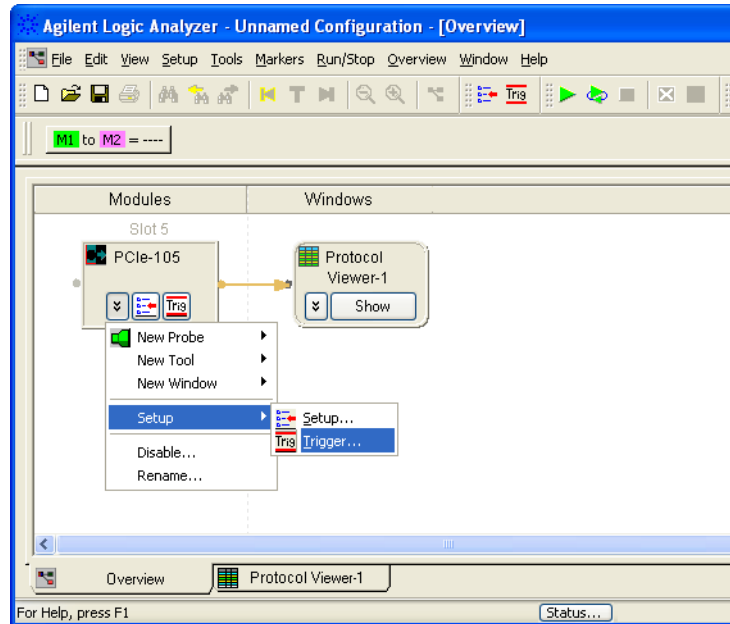 Agilent Logic Analyzer - Unnamed Configuration - [Overview]
File Edit View Setup Tools Markers Run/Stop Overview Window Help
T Trig
M1 to M2 = ----
Modules Windows
Slot 5
PCIe-105
Protocol
Viewer-1
Trig Show
New Probe
New Tool
New Window
Setup
Setup...
Trig Trigger...
Disable...
Rename...
Overview Protocol Viewer-1
For Help, press F1 Status...